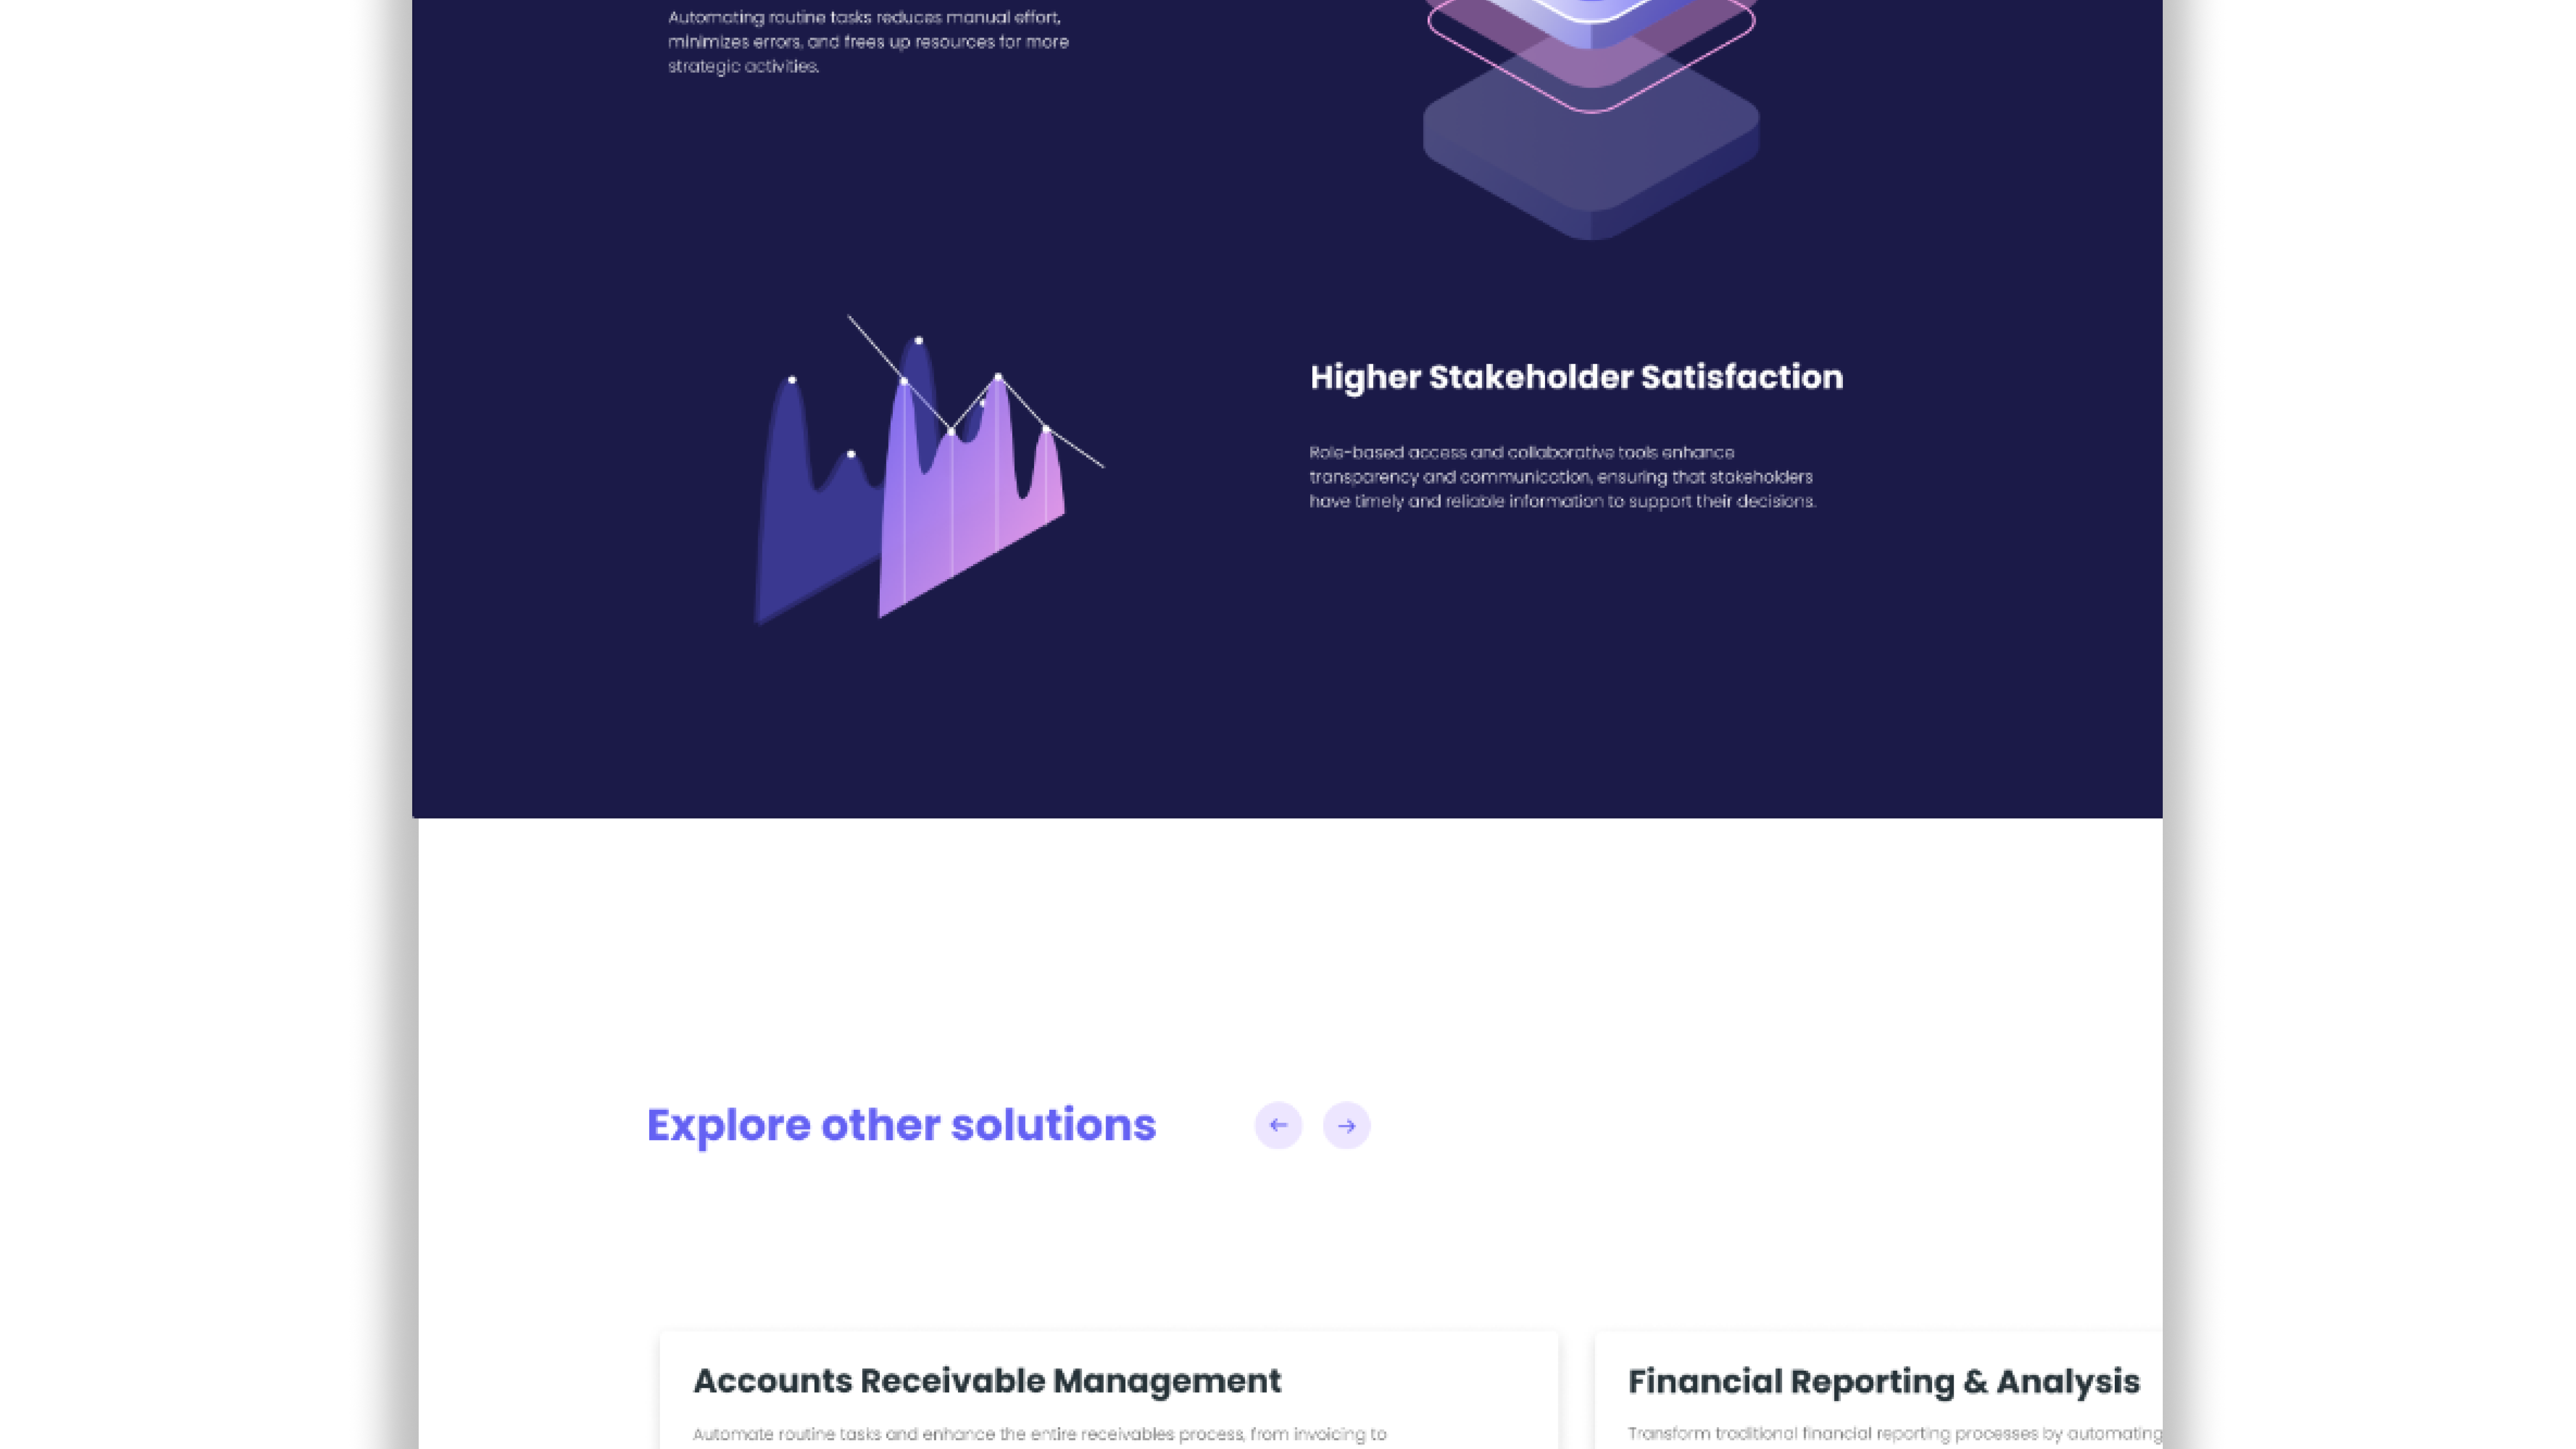 Automating routine tasks reduces manual effort,
minimizes errors, and frees up resources for more
strategic activities.
Higher Stakeholder Satisfaction
Role-based access and collaborative tools enhance
transparency and communication, ensuring that stakeholders
have timely and reliable information to support their decisions.
Explore other solutions
Accounts Receivable Management
Automate routine tasks and enhance the entire receivables process, from invoicing to
Financial Reporting & Analysis
Transform traditional financial reporting processes by automating